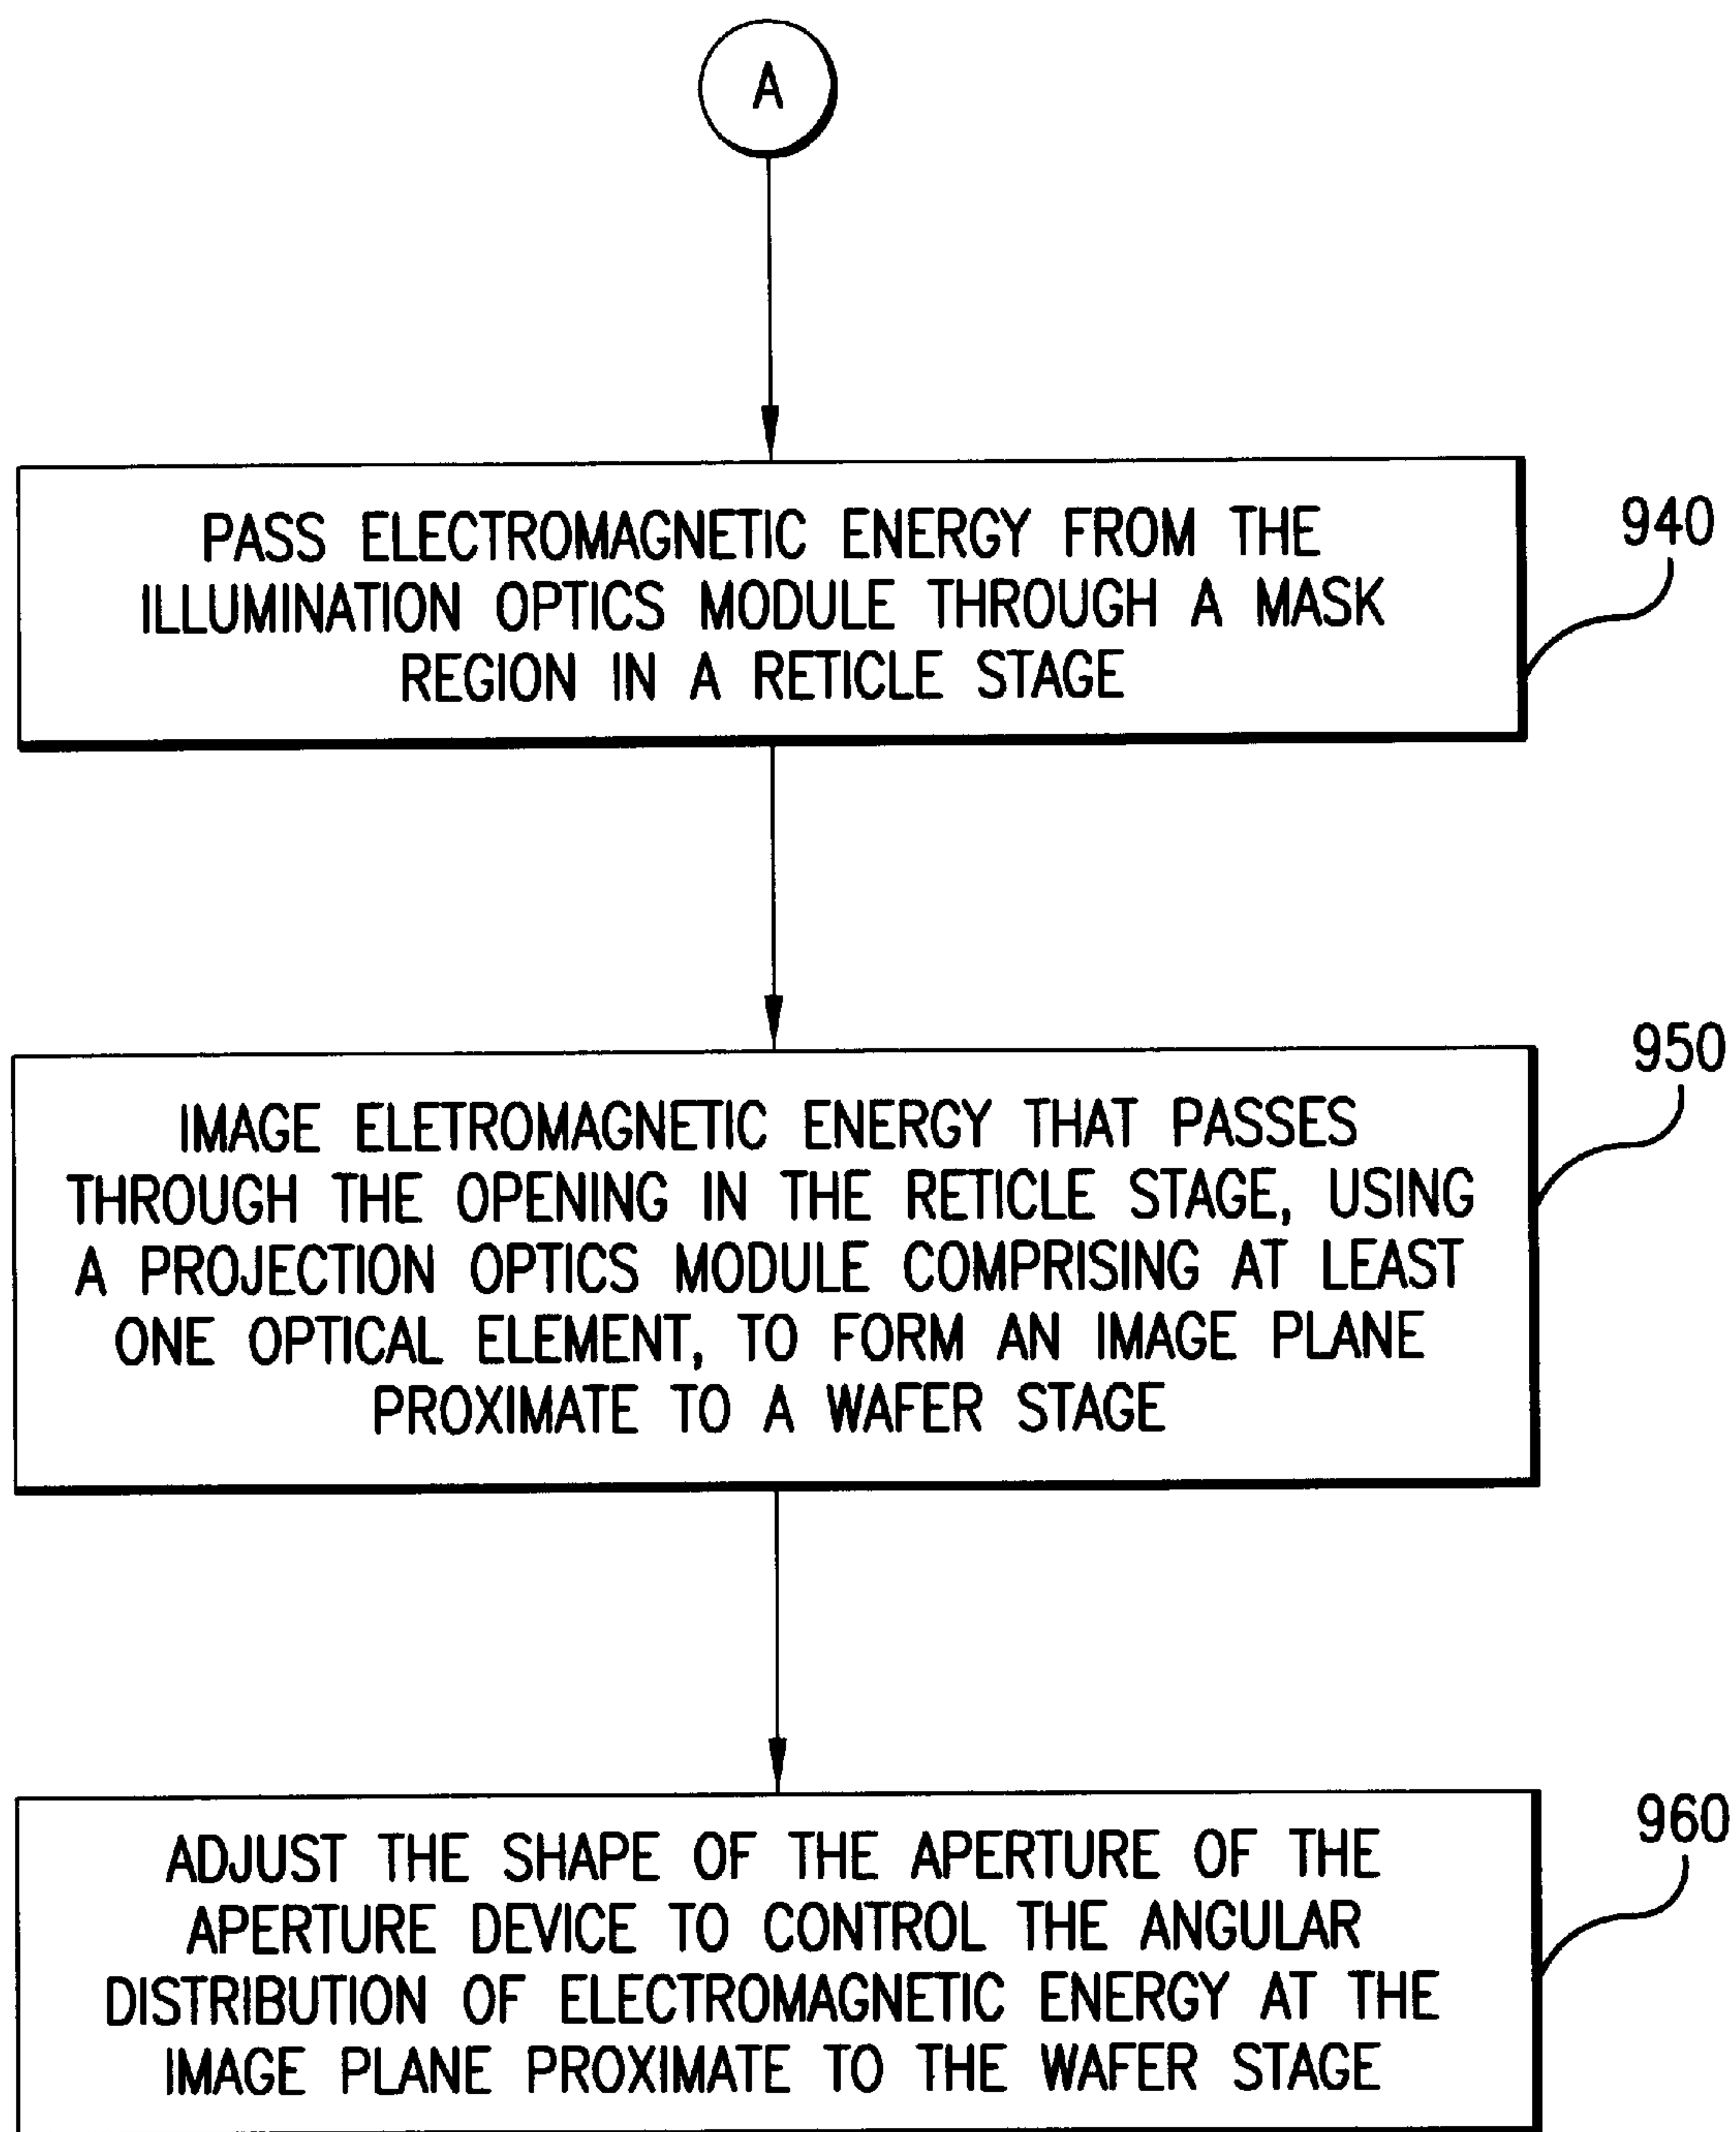 A
PASS ELECTROMAGNETIC ENERGY FROM THE
ILLUMINATION OPTICS MODULE THROUGH A MASK
REGION IN A RETICLE STAGE
940
IMAGE ELETROMAGNETIC ENERGY THAT PASSES
THROUGH THE OPENING IN THE RETICLE STAGE, USING
A PROJECTION OPTICS MODULE COMPRISING AT LEAST
ONE OPTICAL ELEMENT, TO FORM AN IMAGE PLANE
PROXIMATE TO A WAFER STAGE
950
ADJUST THE SHAPE OF THE APERTURE OF THE
APERTURE DEVICE TO CONTROL THE ANGULAR
DISTRIBUTION OF ELECTROMAGNETIC ENERGY AT THE
IMAGE PLANE PROXIMATE TO THE WAFER STAGE
960